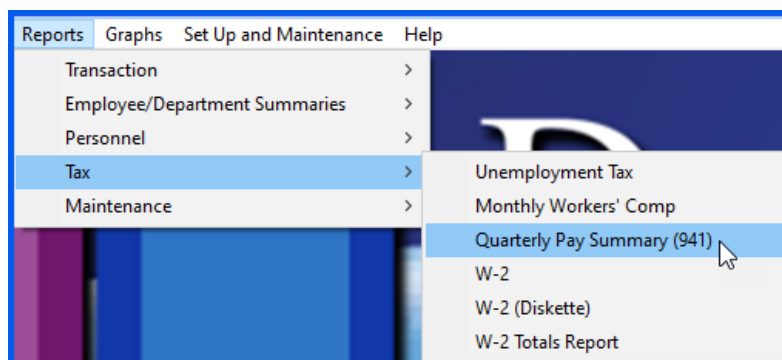 Reports Graphs Set Up and Maintenance Help
Transaction
Employee/Department Summaries
Personnel
Tax
Maintenance
Unemployment Tax
Monthly Workers' Comp
Quarterly Pay Summary (941)
W-2
W-2 (Diskette)
W-2 Totals Report